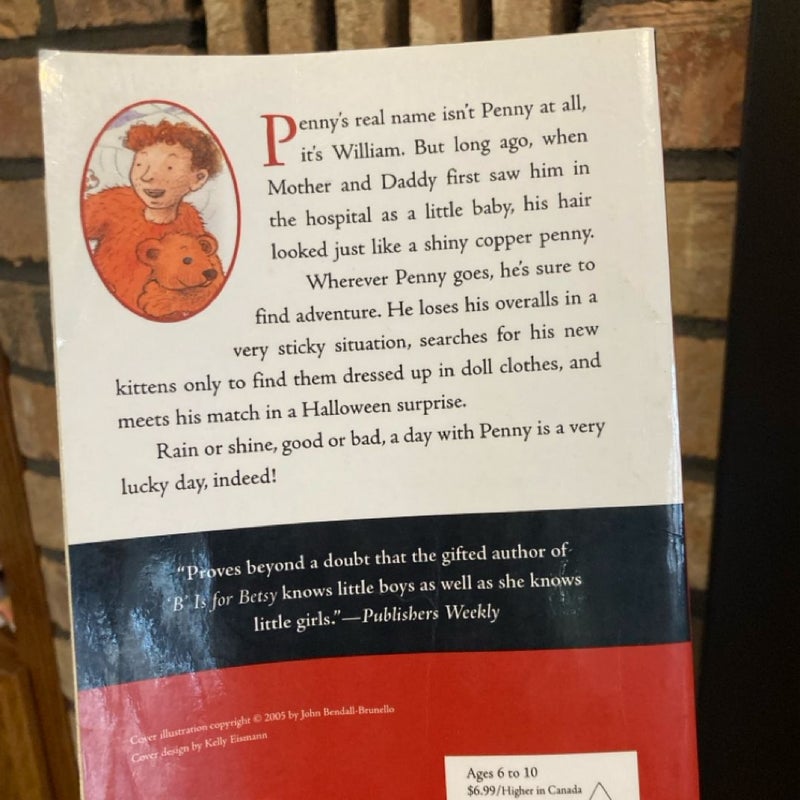 Penny's real name isn't Penny at all,
it's William. But long ago, when
Mother and Daddy first saw him in
the hospital as a little baby, his hair
looked just like a shiny copper penny.
Wherever Penny goes, he's sure to
find adventure. He loses his overalls in a
very sticky situation, searches for his new
kittens only to find them dressed up in doll clothes, and
meets his match in a Halloween surprise.
Rain or shine, good or bad, a day with Penny is a very
lucky day, indeed!
“Proves beyond a doubt that the gifted author of
‘B’ Is for Betsy knows little boys as well as she knows
little girls.”—Publishers Weekly
Cover illustration copyright © 2005 by John Bendall-Brunello
Cover design by Kelly Eismann
Ages 6 to 10
$6.99/Higher in Canada